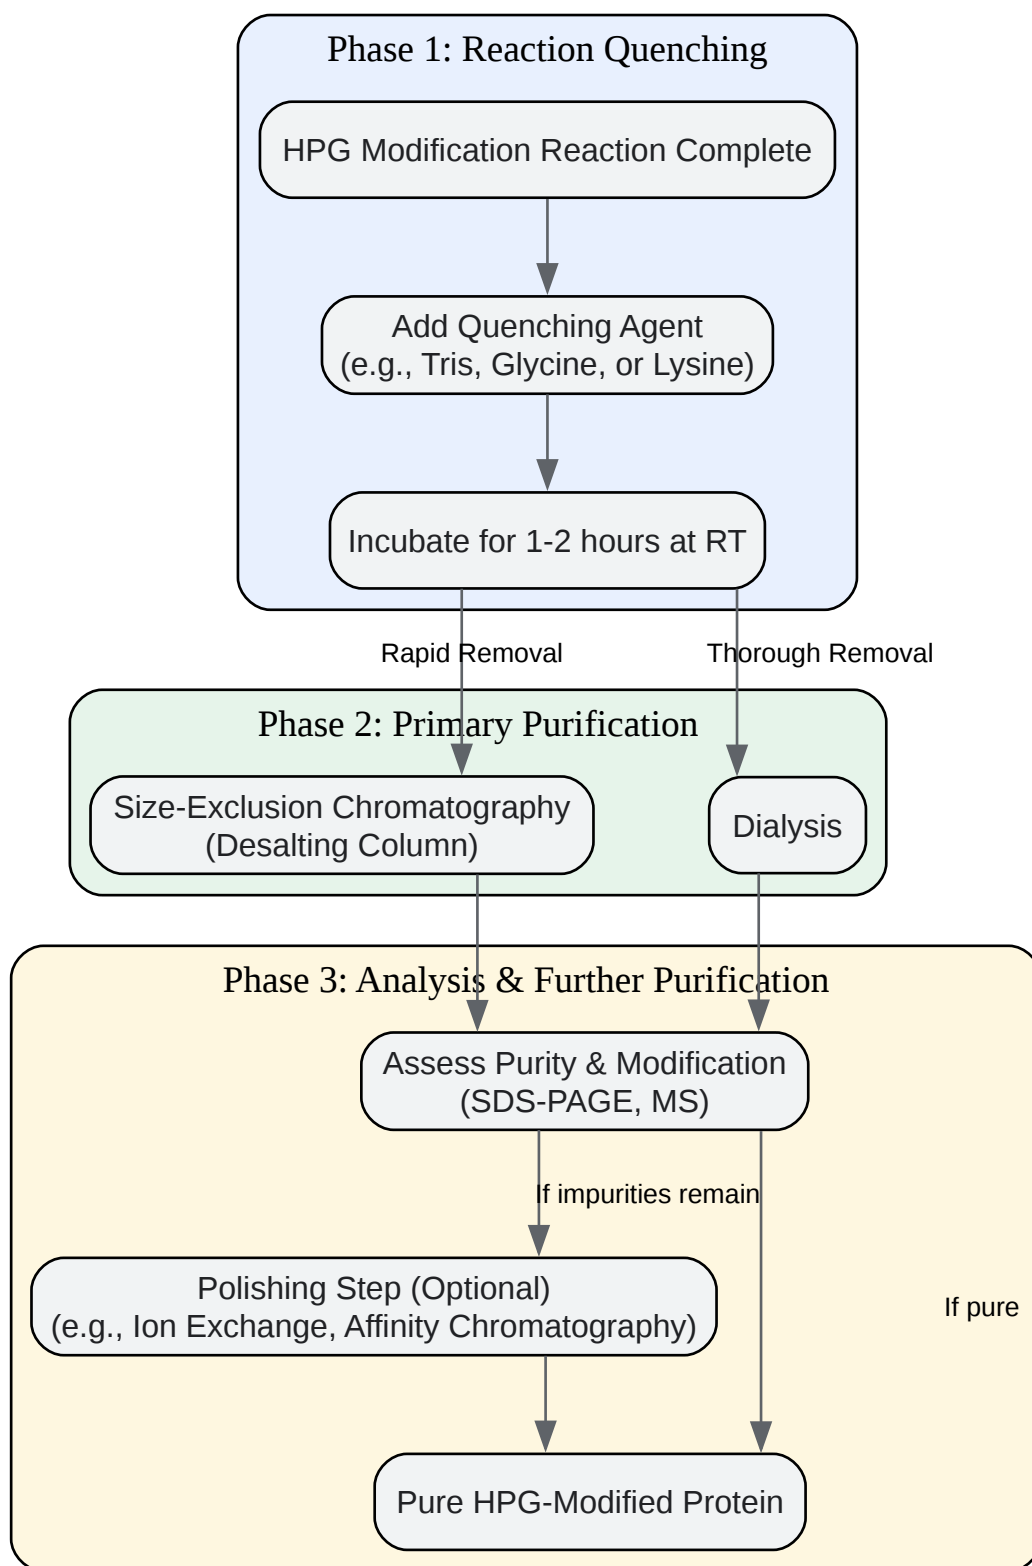 Phase 1: Reaction Quenching
HPG Modification Reaction Complete
Add Quenching Agent
(e.g., Tris, Glycine, or Lysine)
Incubate for 1-2 hours at RT
Rapid Removal
Thorough Removal
Phase 2: Primary Purification
Size-Exclusion Chromatography
(Desalting Column)
Dialysis
Phase 3: Analysis & Further Purification
Assess Purity & Modification
(SDS-PAGE, MS)
If impurities remain
Polishing Step (Optional)
(e.g., Ion Exchange, Affinity Chromatography)
If pure
Pure HPG-Modified Protein